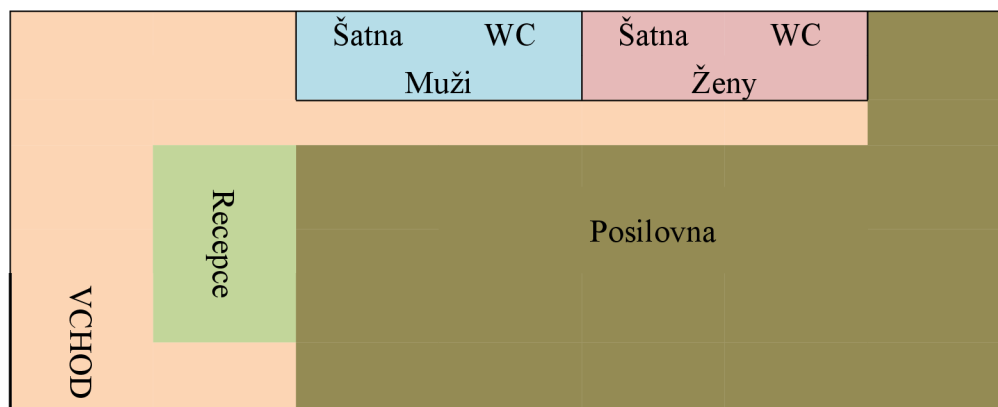 Šatna WC
Muži
Šatna WC
Ženy
Recepce
Posilovna
VCHOD